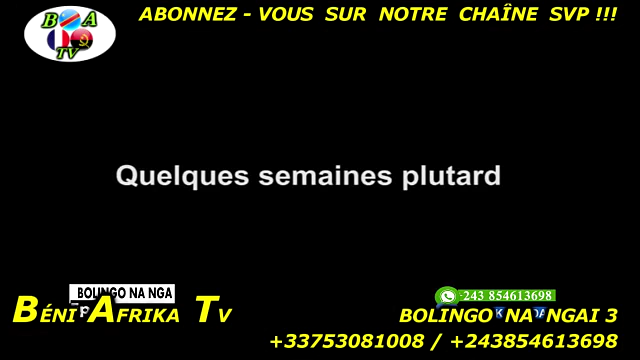 ABONNEZ - VOUS SUR NOTRE CHAÎNE SVP !!!
B A
TV
Quelques semaines plutard
BOLINGO NA NGA
+243 854613698
BÉNI AFRIKA TV
BOLINGO NA NGAI 3
+33753081008 / +243854613698